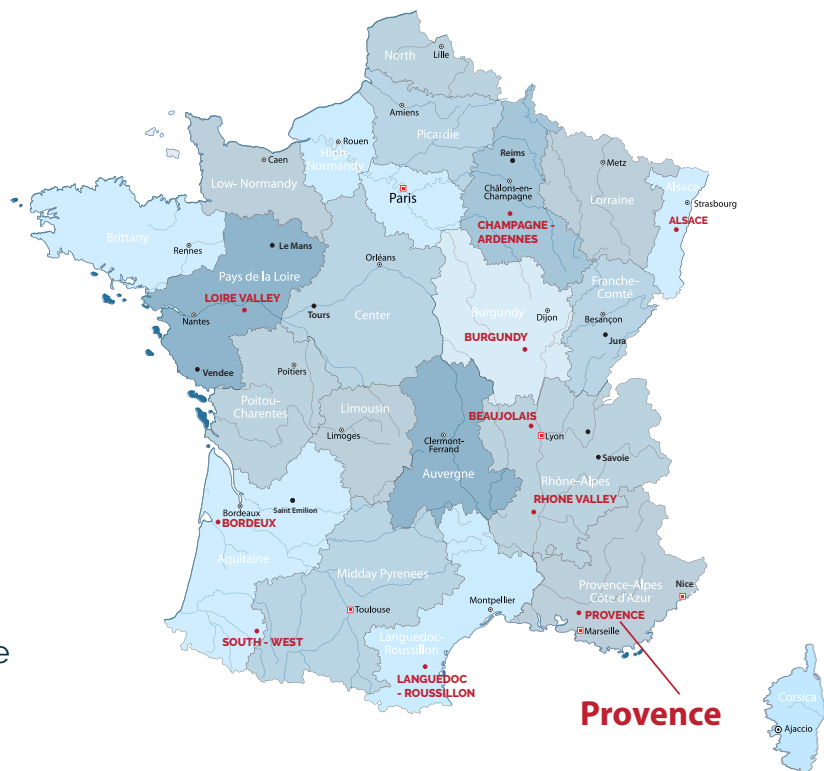 North
Lille
Amiens
Picardie
Rouen
High-
Normandy
Caen
Low- Normandy
Paris
Reims
Châlons-en-
Champagne
CHAMPAGNE -
ARDENNES
Metz
Lorraine
Alsace
Strasbourg
ALSACE
Brittany
Rennes
Le Mans
Pays de la Loire
LOIRE VALLEY
Nantes
Vendee
Orléans
Tours
Center
Burgundy
Dijon
BURGUNDY
Franche-
Comté
Besançon
Jura
Poitiers
Poitou-
Charentes
Limousin
Limoges
Clermont-
Ferrand
Auvergne
BEAUJOLAIS
Lyon
Savoie
Rhône-Alpes
RHONE VALLEY
Bordeaux
BORDEUX
Saint Emilion
Aquitaine
Midday Pyrenees
Toulouse
SOUTH - WEST
Montpellier
Languedoc-
Roussillon
LANGUEDOC
- ROUSSILLON
Provence-Alpes
Côte d'Azur
Nice
PROVENCE
Marseille
e
Provence
Corsica
Ajaccio